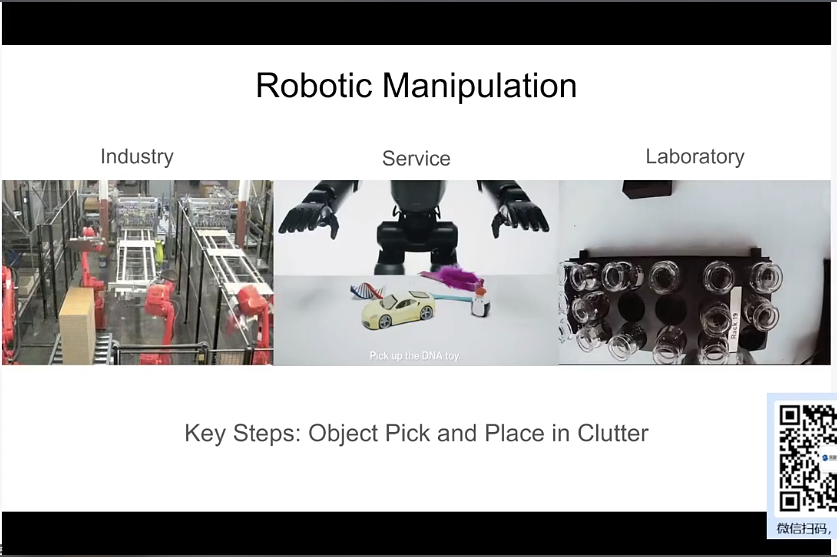 Robotic Manipulation
Industry
Service
Laboratory
Pick up the DNA toy.
Rack 19
Key Steps: Object Pick and Place in Clutter
微信扫码，